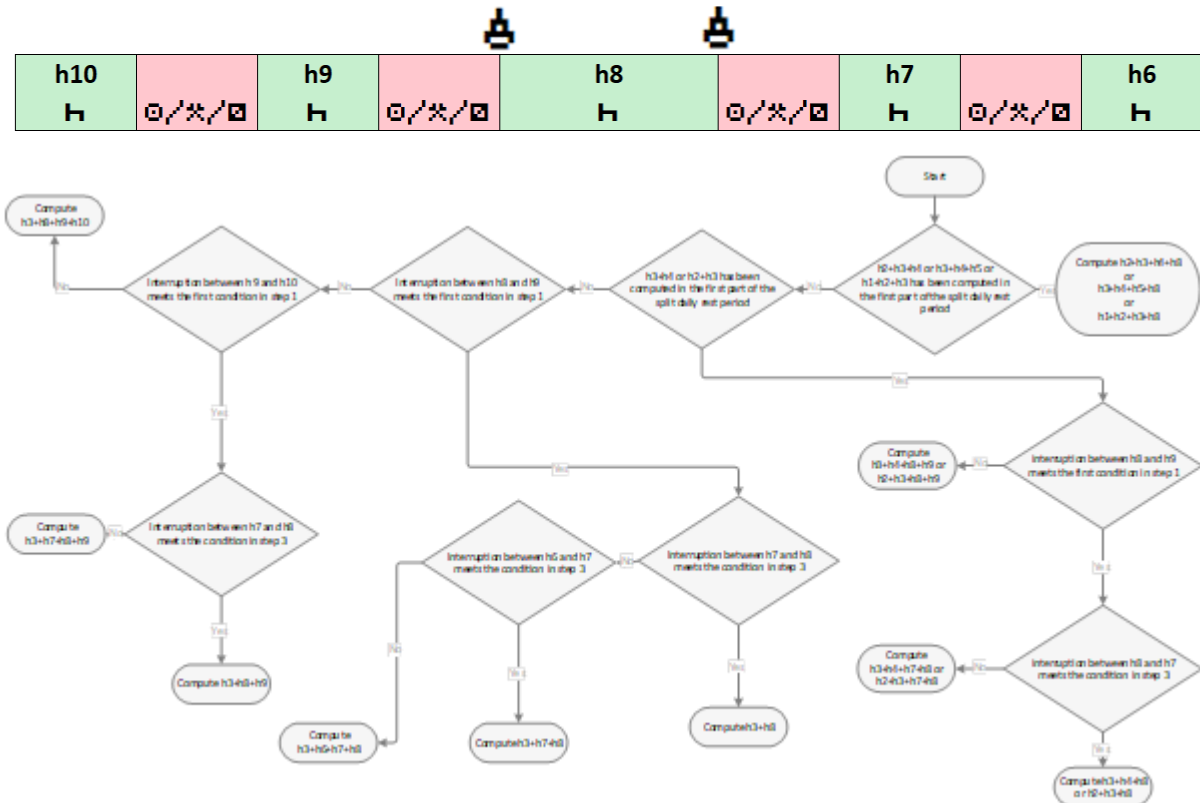 h10
h9
h8
h7
h6
Start
Compute
h3+h8+h9+h10
Interruption between h9 and h10
meets the first condition in step 1
Interruption between h8 and h9
meets the first condition in step 1
h3+h4 or h2+h3 has been
computed in the first part of the
split daily rest period
h2+h3+h4 or h3+h4+h5 or
h1+h2+h3 has been computed in
the first part of the split daily rest
period
Compute h2+h3+h4+h8
or
h3+h4+h5+h8
or
h1+h2+h3+h8
No
No
No
No
Yes
Yes
Yes
Compute
h3+h4+h8+h9 or
h2+h3+h8+h9
No
Interruption between h8 and h9
meets the first condition in step 1
Yes
Compute
h3+h7+h8+h9
No
Interruption between h7 and h8
meets the condition in step 3
Interruption between h6 and h7
meets the condition in step 3
No
Interruption between h7 and h8
meets the condition in step 3
Yes
Yes
No
Yes
Yes
Yes
Compute
h3+h4+h7+h8 or
h2+h3+h7+h8
No
Interruption between h8 and h7
meets the condition in step 3
Compute h3+h8+h9
Compute
h3+h6+h7+h8
Compute h3+h7+h8
Compute h3+h8
Yes
Compute h3+h4+h8
or h2+h3+h8